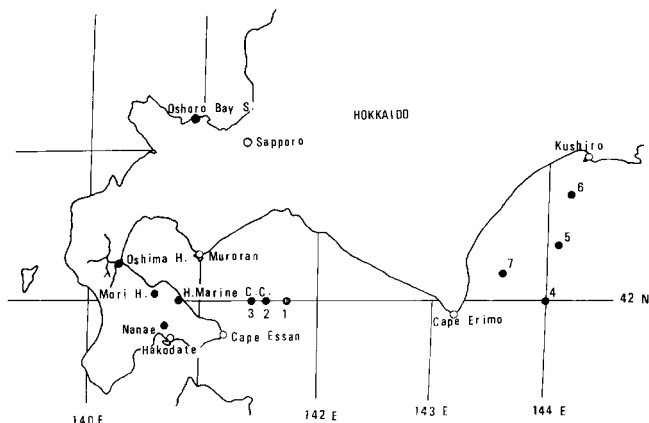 Oshoro Bay S.
HOKKAIDO
Sapporo
Kushiro
6
5
Oshima H.
Muroran
7
Mori H.
H.Marine C.C.
3 2 1
4
42 N
Nanae
Hakodate
Cape Essan
Cape Erimo
140 E
142 E
143 E
144 E